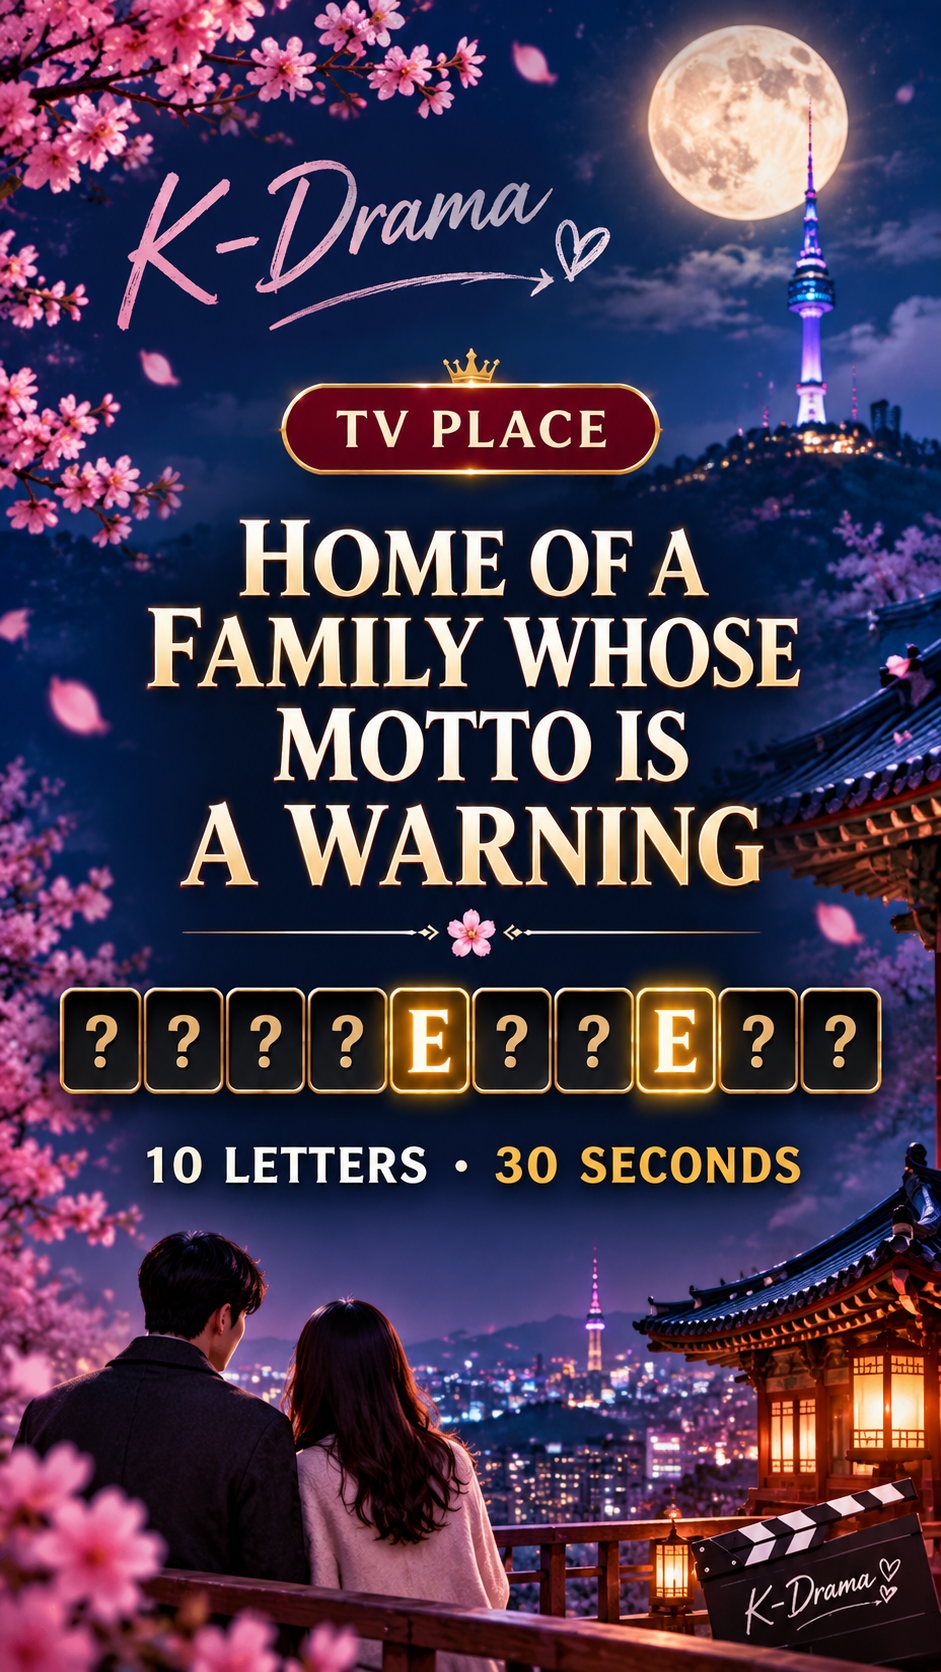 K-Drama
TV PLACE
HOME OF A
FAMILY WHOSE
MOTTO IS
A WARNING
? ? ? ? E ? ? E ? ?
10 LETTERS • 30 SECONDS
K-Drama